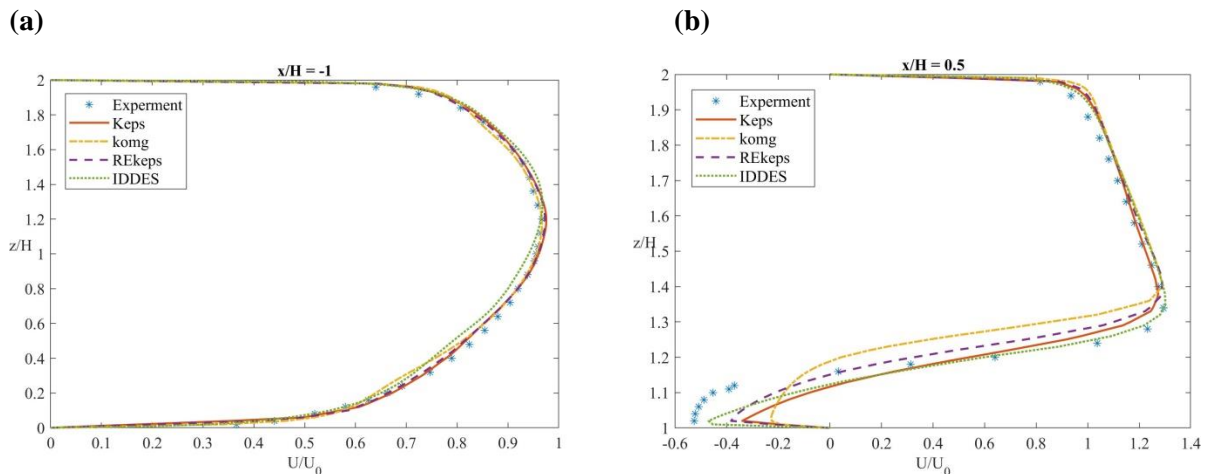 (a)
x/H = -1
2
1.8
1.6
1.4
1.2
z/H
1
0.8
0.6
0.4
0.2
0
Experment
Keps
komg
REkeps
IDDES
0 0.1 0.2 0.3 0.4 0.5 0.6 0.7 0.8 0.9 1
U/U0
(b)
x/H = 0.5
2
1.9
1.8
1.7
1.6
z/H
1.5
1.4
1.3
1.2
1.1
1
Experment
Keps
komg
REkeps
IDDES
-0.6 -0.4 -0.2 0 0.2 0.4 0.6 0.8 1 1.2 1.4
U/U0